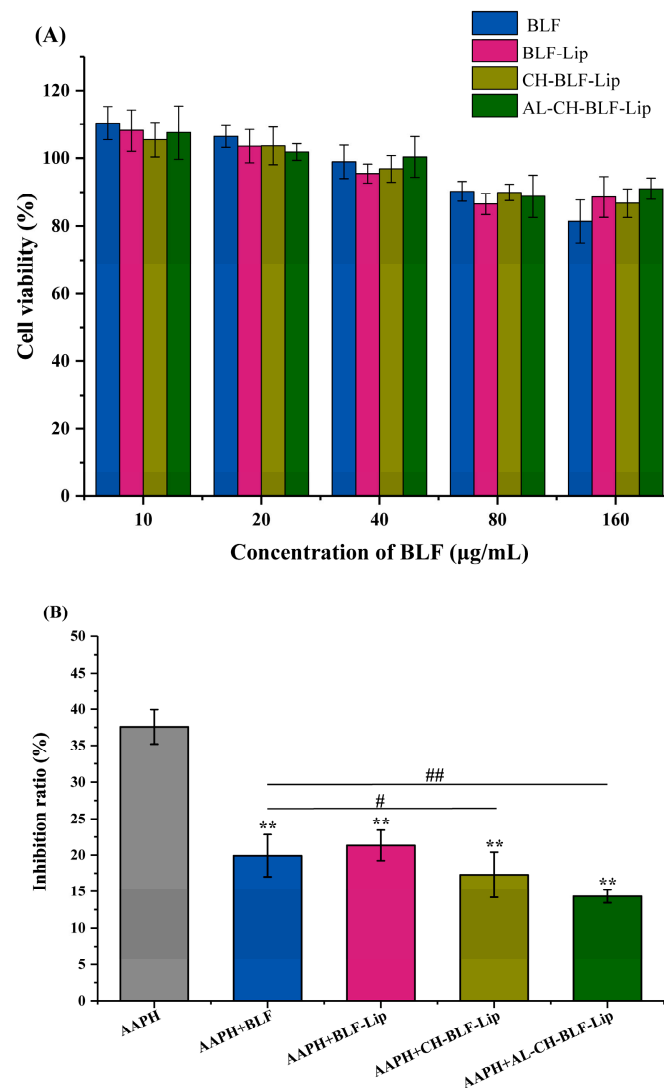 (A)
BLF
BLF-Lip
CH-BLF-Lip
AL-CH-BLF-Lip
120
100
80
60
40
20
0
Cell viability (%)
10 20 40 80 160
Concentration of BLF (μg/mL)
(B)
50
45
40
35
30
25
20
15
10
5
0
Inhibition ratio (%)
##
#
** ** ** **
AAPH AAPH+BLF AAPH+BLF-Lip AAPH+CH-BLF-Lip AAPH+AL-CH-BLF-Lip